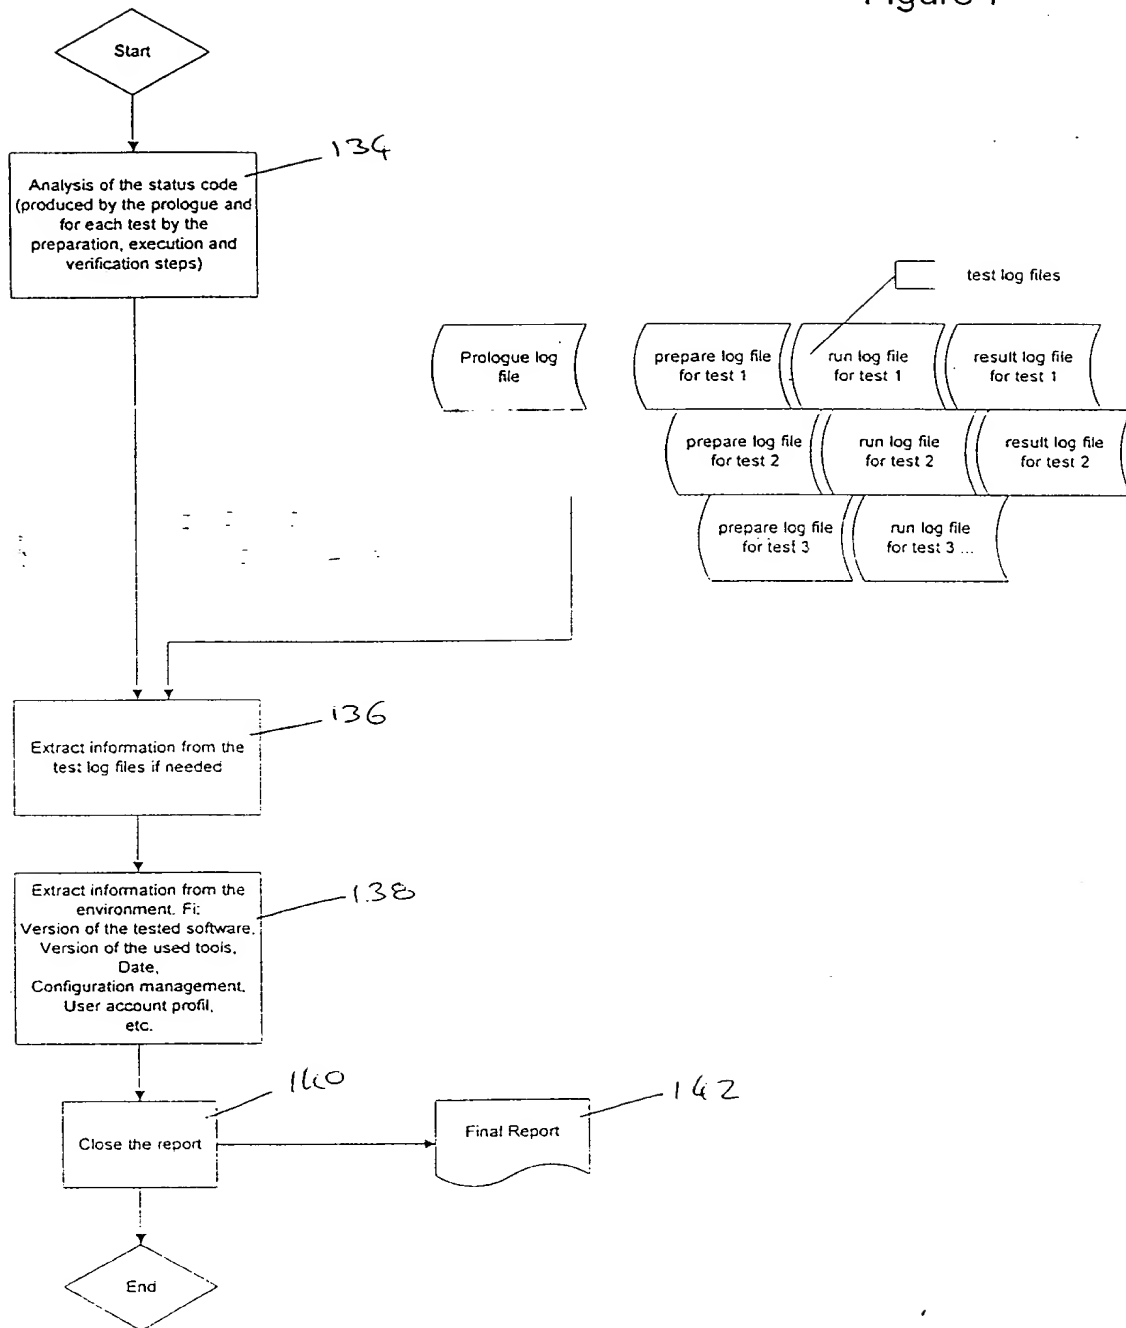 Start
134
Analysis of the status code
(produced by the prologue and
for each test by the
preparation, execution and
verification steps)
test log files
Prologue log
file
prepare log file
for test 1
run log file
for test 1
result log file
for test 1
prepare log file
for test 2
run log file
for test 2
result log file
for test 2
prepare log file
for test 3
run log file
for test 3 ...
136
Extract information from the
test log files if needed
138
Extract information from the
environment. Fi:
Version of the tested software,
Version of the used tools,
Date,
Configuration management,
User account profil,
etc.
140
Close the report
142
Final Report
End